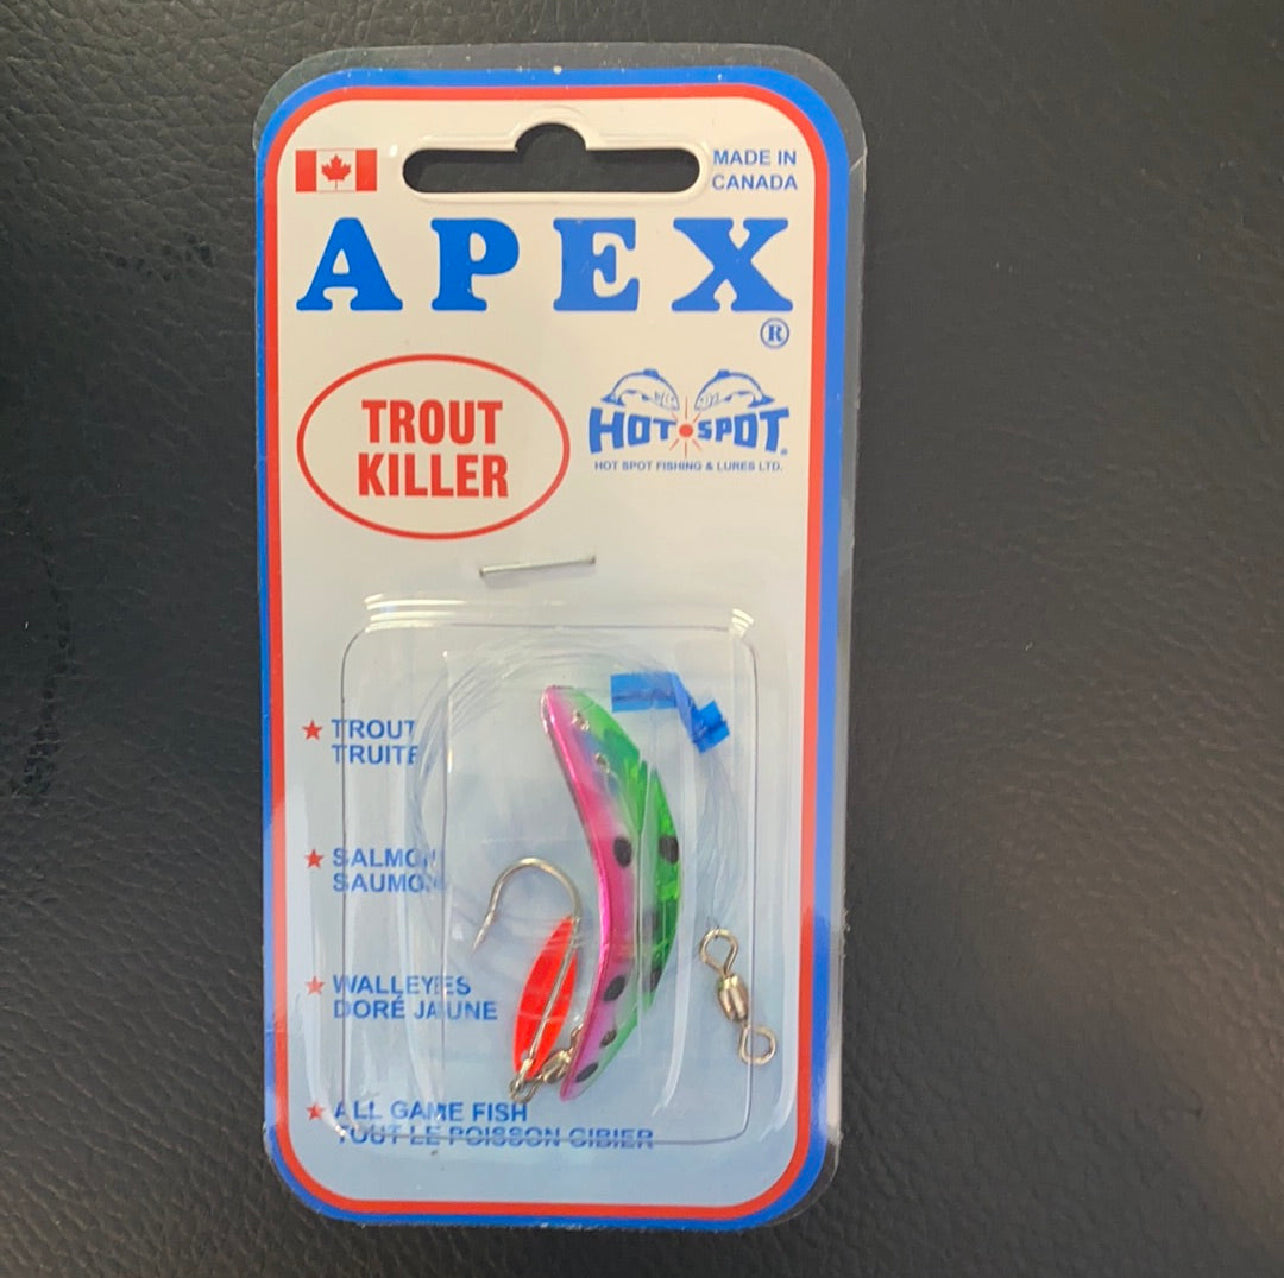 MADE IN
CANADA
APEX
®
TROUT
KILLER
HOT SPOT
HOT SPOT FISHING & LURES LTD.
TROUT
TRUITE
SALMON
SAUMON
WALLEYES
DORÉ JAUNE
ALL GAME FISH
TOUT LE POISSON GIBIER